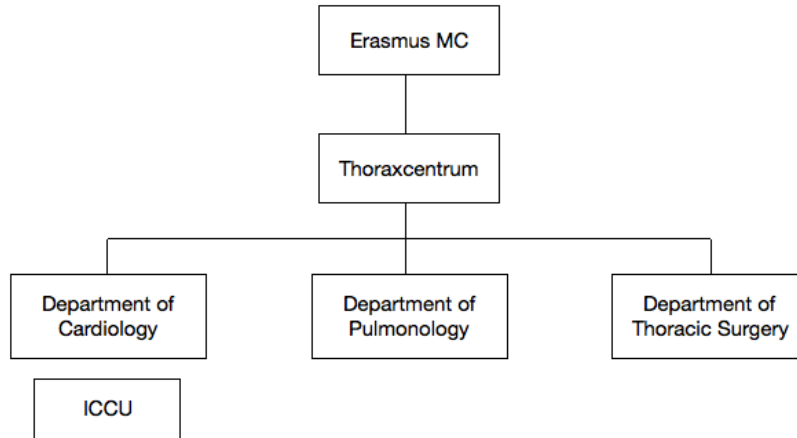 Erasmus MC
Thoraxcentrum
Department of
Cardiology
Department of
Pulmonology
Department of
Thoracic Surgery
ICCU